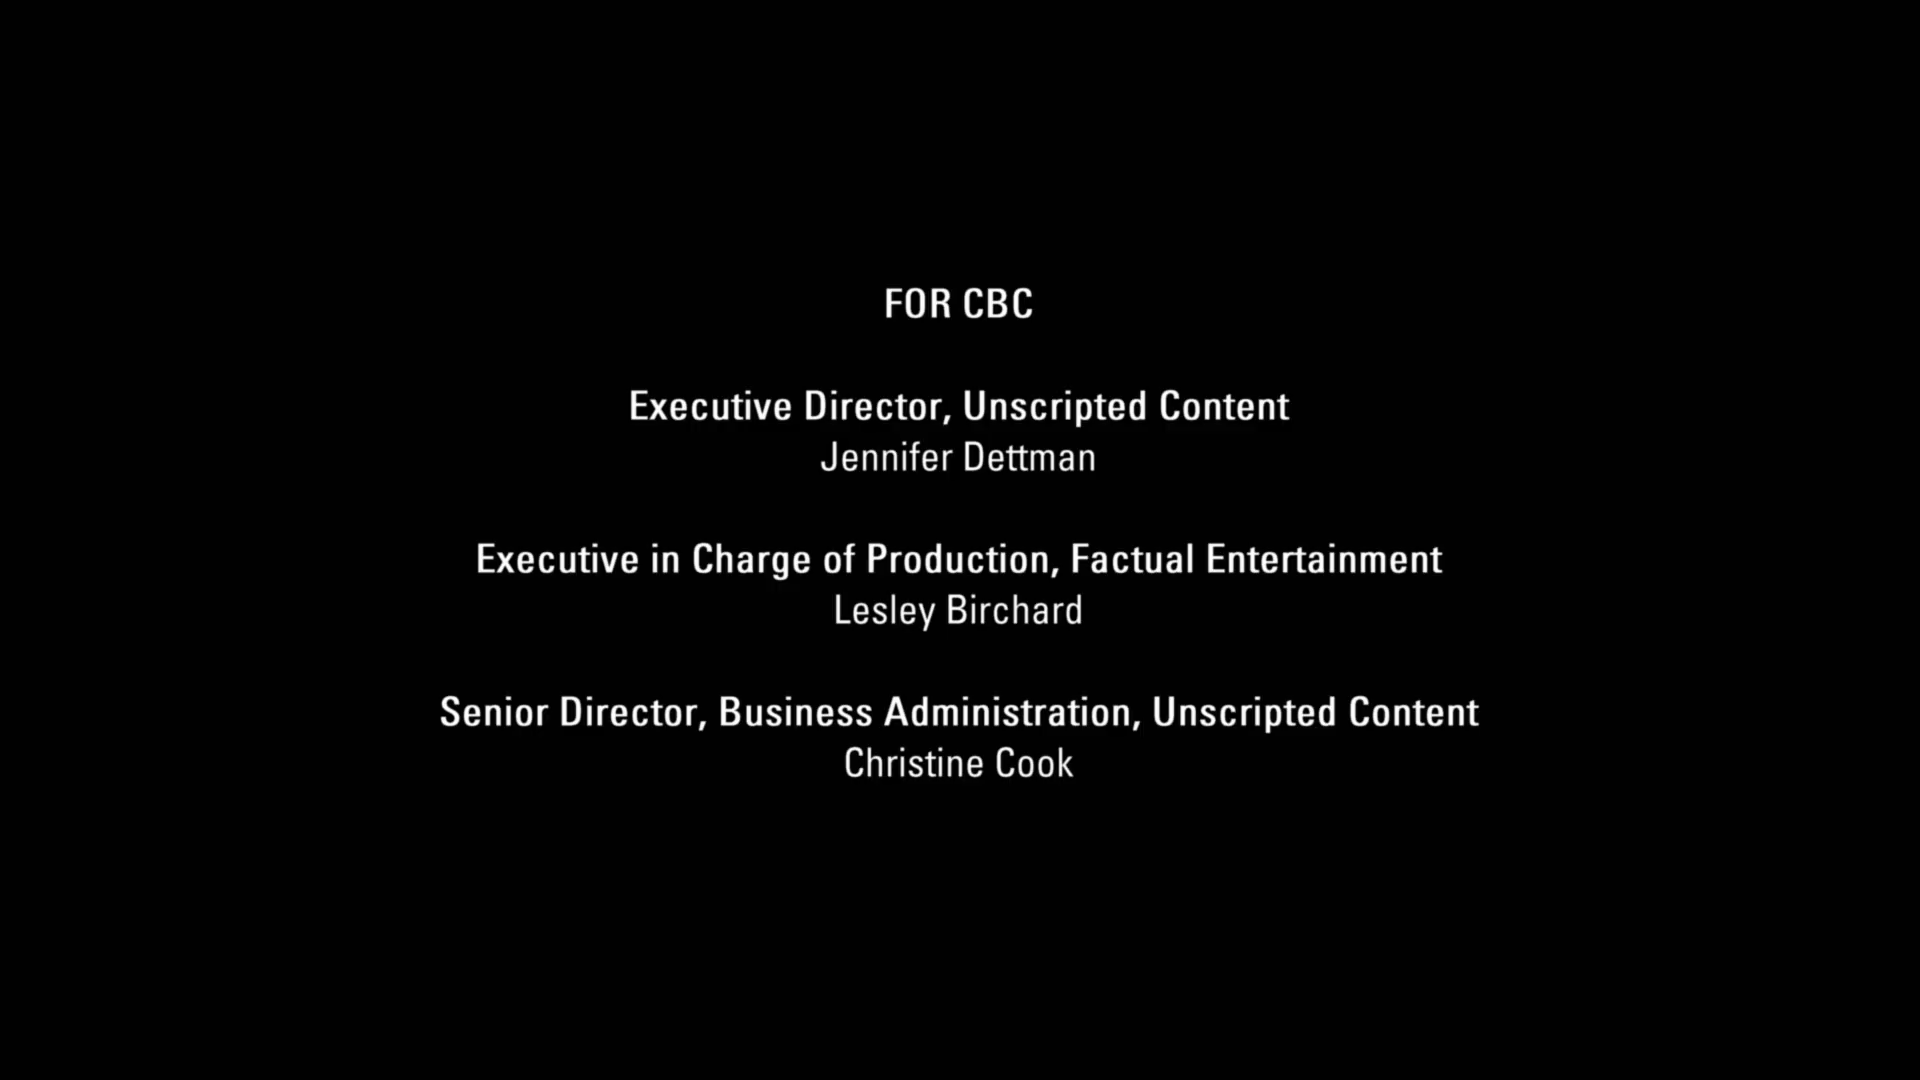 FOR CBC
Executive Director, Unscripted Content
Jennifer Dettman
Executive in Charge of Production, Factual Entertainment
Lesley Birchard
Senior Director, Business Administration, Unscripted Content
Christine Cook